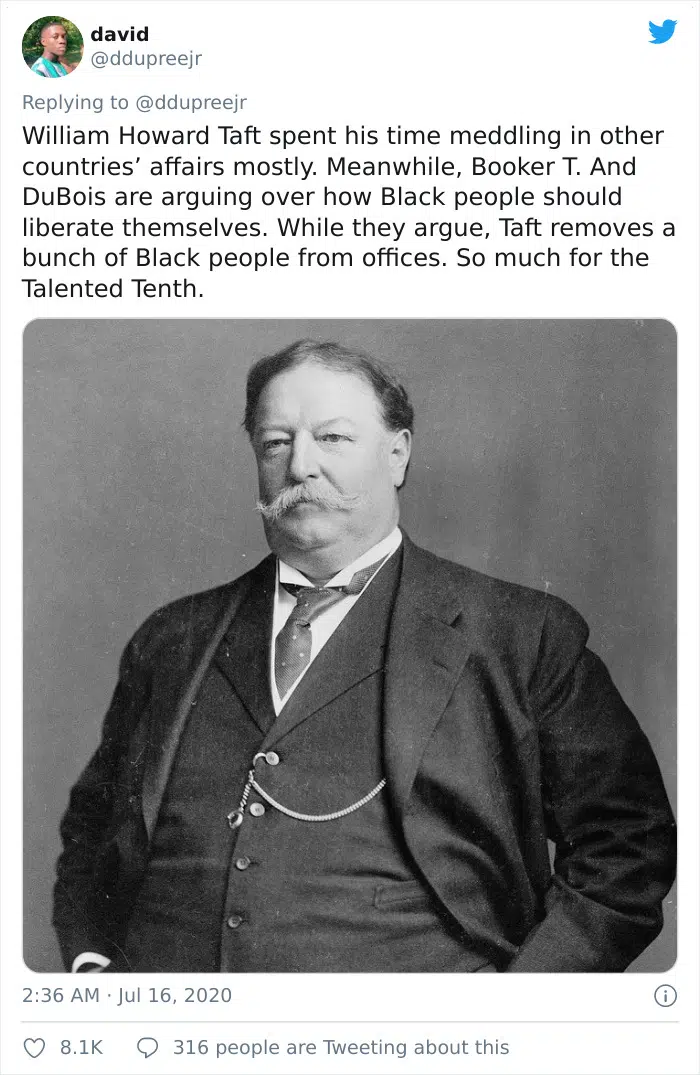 david
@ddupreejr
Replying to @ddupreejr
William Howard Taft spent his time meddling in other
countries’ affairs mostly. Meanwhile, Booker T. And
DuBois are arguing over how Black people should
liberate themselves. While they argue, Taft removes a
bunch of Black people from offices. So much for the
Talented Tenth.
2:36 AM · Jul 16, 2020
8.1K 316 people are Tweeting about this